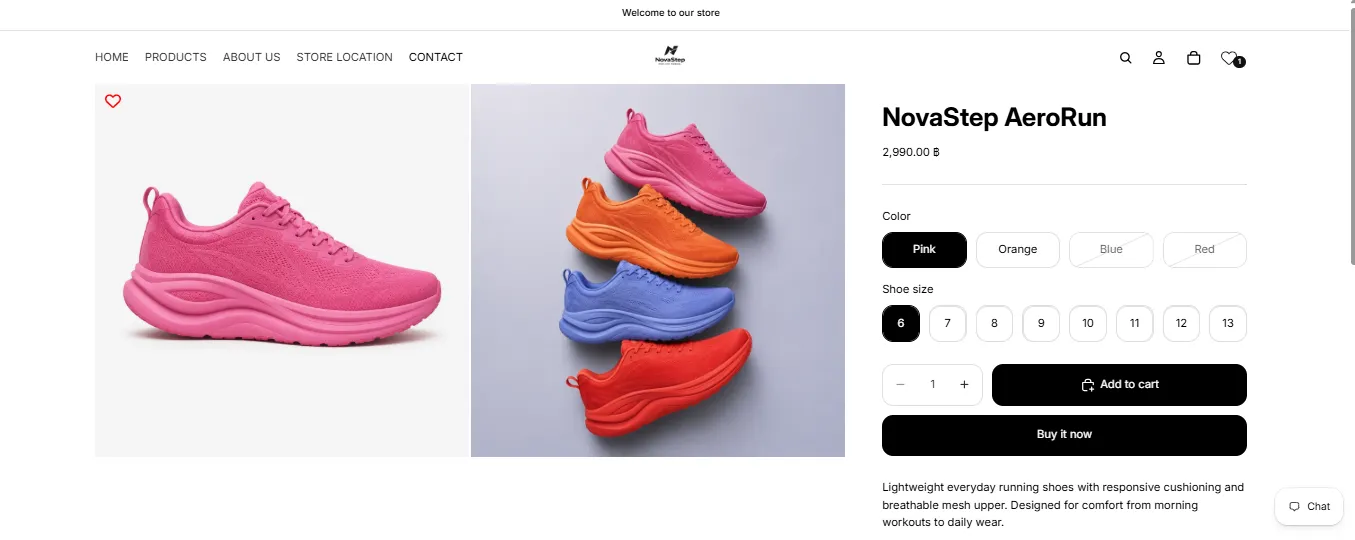 Welcome to our store
HOME PRODUCTS ABOUT US STORE LOCATION CONTACT
NovaStep
1
NovaStep AeroRun
2,990.00 ฿
Color
Pink Orange Blue Red
Shoe size
6 7 8 9 10 11 12 13
− 1 + Add to cart
Buy it now
Lightweight everyday running shoes with responsive cushioning and
breathable mesh upper. Designed for comfort from morning
workouts to daily wear.
Chat